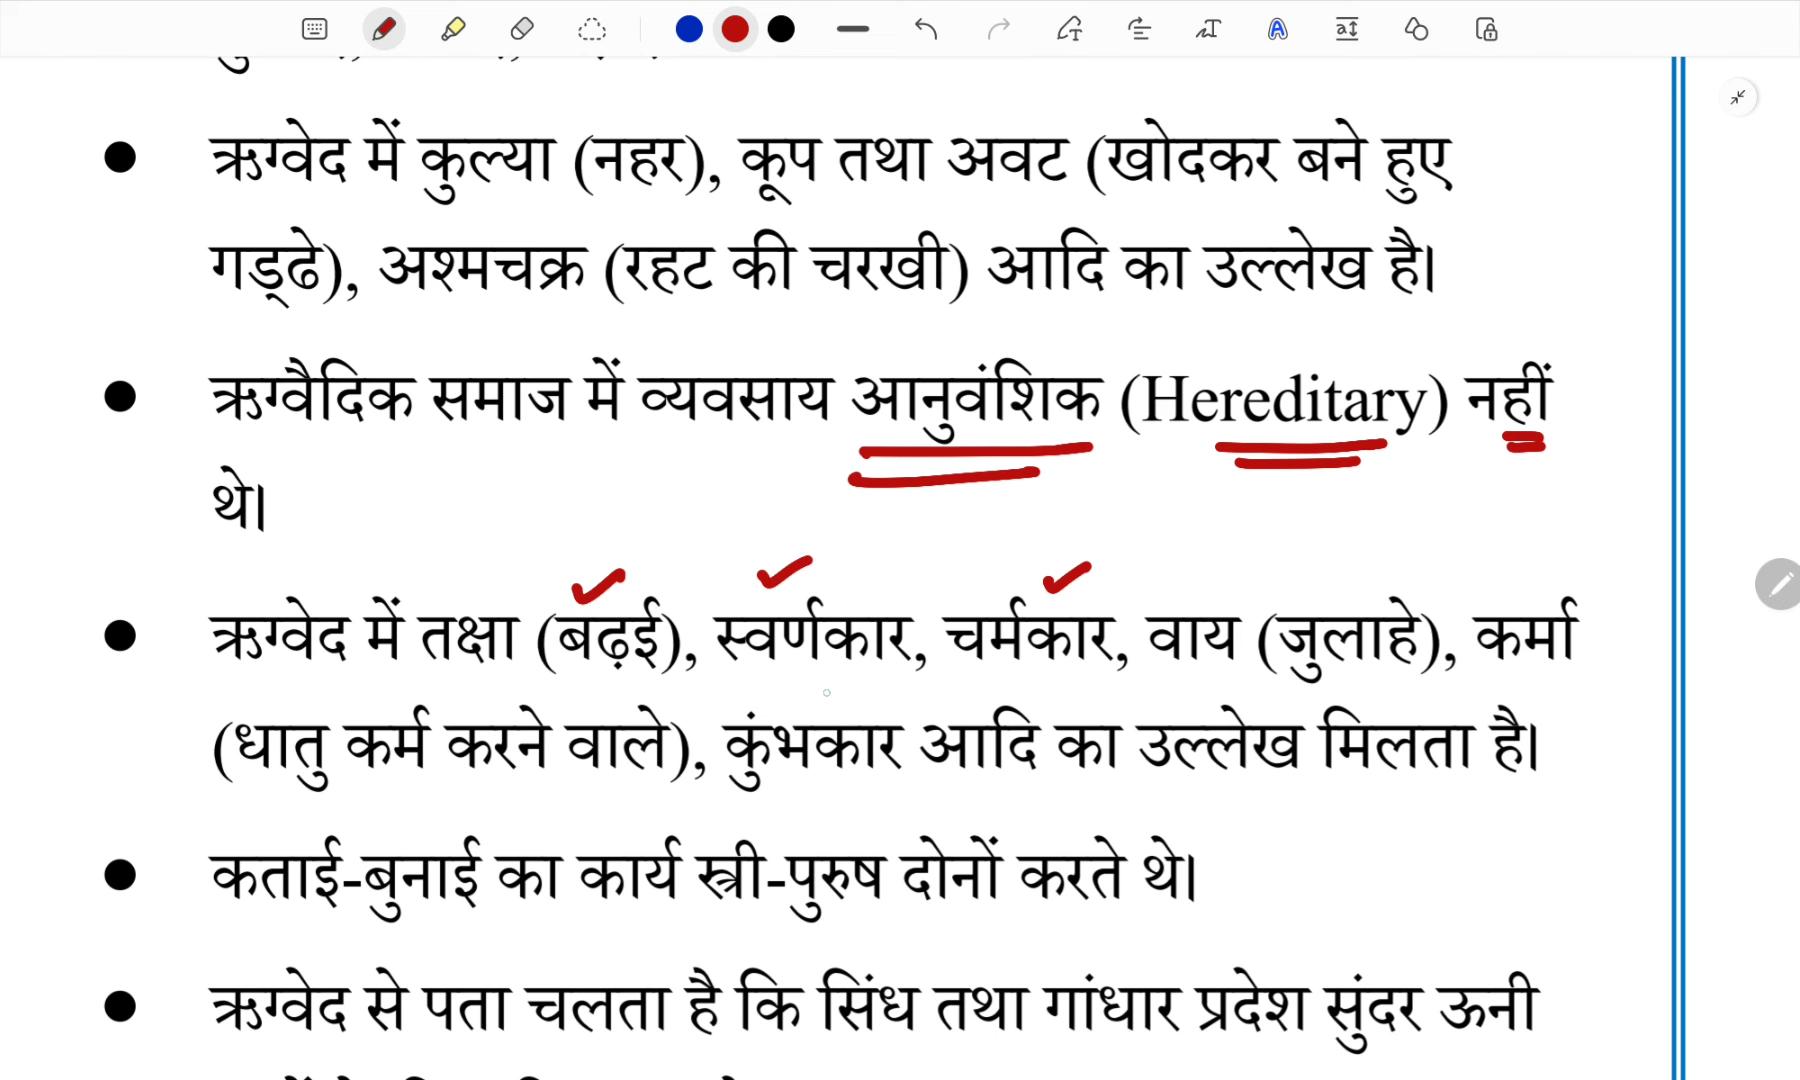 ● ऋग्वेद में कुल्या (नहर), कूप तथा अवट (खोदकर बने हुए
गड्ढे), अश्मचक्र (रहट की चरखी) आदि का उल्लेख है।
● ऋग्वैदिक समाज में व्यवसाय आनुवंशिक (Hereditary) नहीं
थे।
● ऋग्वेद में तक्षा (बढ़ई), स्वर्णकार, चर्मकार, वाय (जुलाहे), कर्मा
(धातु कर्म करने वाले), कुंभकार आदि का उल्लेख मिलता है।
● कताई-बुनाई का कार्य स्त्री-पुरुष दोनों करते थे।
● ऋग्वेद से पता चलता है कि सिंध तथा गांधार प्रदेश सुंदर ऊनी